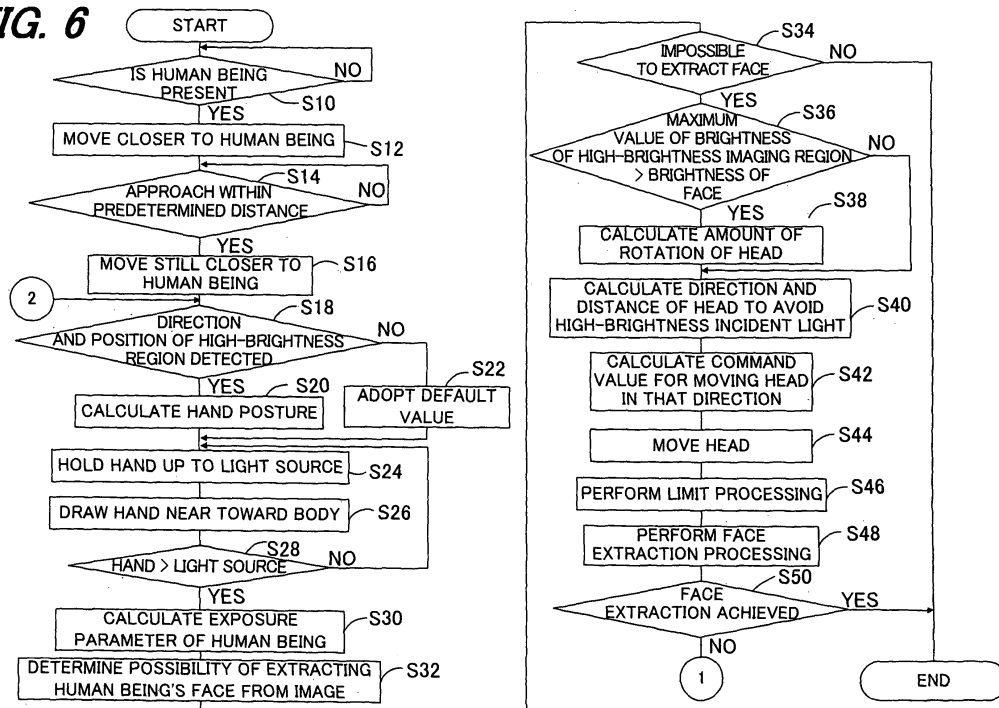 FIG. 6
START
IS HUMAN BEING
PRESENT
NO
S10
YES
MOVE CLOSER TO HUMAN BEING
S12
S14
APPROACH WITHIN
PREDETERMINED DISTANCE
NO
YES
MOVE STILL CLOSER TO
HUMAN BEING
S16
2
S18
DIRECTION
AND POSITION OF HIGH-BRIGHTNESS
REGION DETECTED
NO
YES
S20
CALCULATE HAND POSTURE
S22
ADOPT DEFAULT
VALUE
HOLD HAND UP TO LIGHT SOURCE
S24
DRAW HAND NEAR TOWARD BODY
S26
S28
HAND > LIGHT SOURCE
NO
YES
CALCULATE EXPOSURE
PARAMETER OF HUMAN BEING
S30
DETERMINE POSSIBILITY OF EXTRACTING
HUMAN BEING'S FACE FROM IMAGE
S32
S34
IMPOSSIBLE
TO EXTRACT FACE
NO
YES
S36
MAXIMUM
VALUE OF BRIGHTNESS
OF HIGH-BRIGHTNESS IMAGING REGION
> BRIGHTNESS OF
FACE
NO
YES
S38
CALCULATE AMOUNT OF
ROTATION OF HEAD
CALCULATE DIRECTION AND
DISTANCE OF HEAD TO AVOID
HIGH-BRIGHTNESS INCIDENT LIGHT
S40
CALCULATE COMMAND
VALUE FOR MOVING HEAD
IN THAT DIRECTION
S42
MOVE HEAD
S44
PERFORM LIMIT PROCESSING
S46
PERFORM FACE
EXTRACTION PROCESSING
S48
S50
FACE
EXTRACTION ACHIEVED
YES
NO
1
END